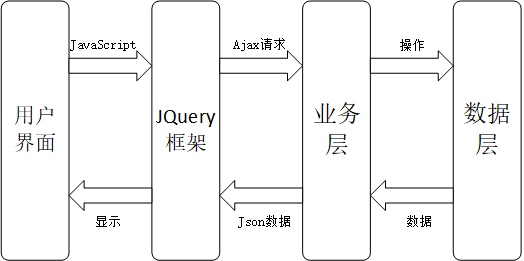 JavaScript
Ajax请求
操作
用户
界面
JQuery
框架
业务
层
数据
层
显示
Json数据
数据